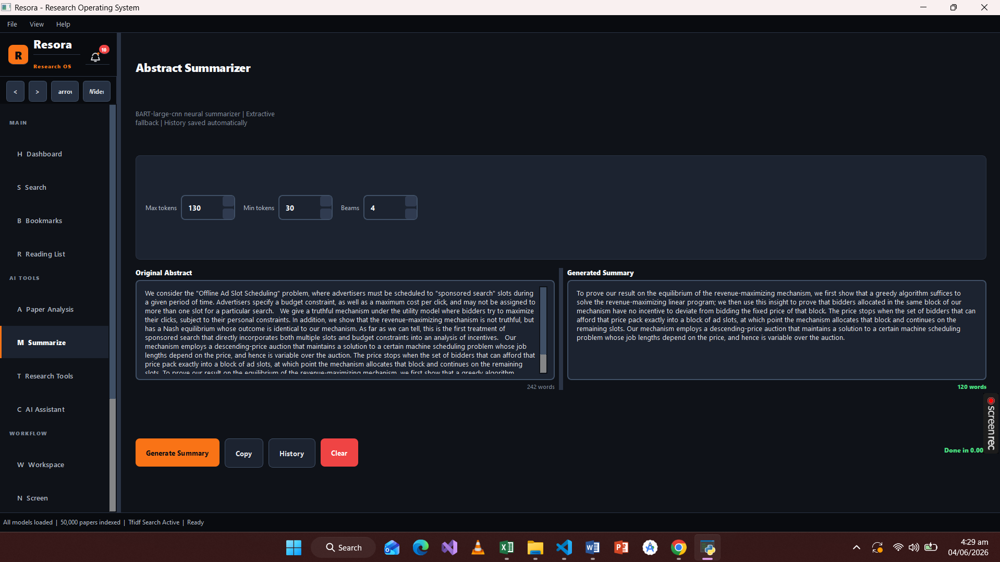 Resora - Research Operating System
File View Help
R
Resora
Research OS
10
< >
MAIN
H Dashboard
S Search
B Bookmarks
R Reading List
AI TOOLS
A Paper Analysis
M Summarize
T Research Tools
C AI Assistant
WORKFLOW
W Workspace
N Screen
Abstract Summarizer
BART-large-cnn neural summarizer | Extractive
fallback | History saved automatically
Max tokens 130 Min tokens 30 Beams 4
Original Abstract
We consider the "Offline Ad Slot Scheduling" problem, where advertisers must be scheduled to "sponsored search" slots during
a given period of time. Advertisers specify a budget constraint, as well as a maximum cost per click, and may not be assigned to
more than one slot for a particular search. We give a truthful mechanism under the utility model where bidders try to maximize
their clicks, subject to their personal constraints. In addition, we show that the revenue-maximizing mechanism is not truthful, but
has a Nash equilibrium whose outcome is identical to our mechanism. As far as we can tell, this is the first treatment of
sponsored search that directly incorporates both multiple slots and budget constraints into an analysis of incentives. Our
mechanism employs a descending-price auction that maintains a solution to a certain machine scheduling problem whose job
lengths depend on the price, and hence is variable over the auction. The price stops when the set of bidders that can afford that
price pack exactly into a block of ad slots, at which point the mechanism allocates that block and continues on the remaining
slots. To prove our result on the equilibrium of the revenue-maximizing mechanism, we first show that a greedy algorithm
242 words
Generated Summary
To prove our result on the equilibrium of the revenue-maximizing mechanism, we first show that a greedy algorithm suffices to
solve the revenue-maximizing linear program; we then use this insight to prove that bidders allocated in the same block of our
mechanism have no incentive to deviate from bidding the fixed price of that block. The price stops when the set of bidders that can
afford that price pack exactly into a block of ad slots, at which point the mechanism allocates that block and continues on the
remaining slots. Our mechanism employs a descending-price auction that maintains a solution to a certain machine scheduling
problem whose job lengths depend on the price, and hence is variable over the auction.
120 words
Generate Summary Copy History Clear
Done in 0.00
screenrec
All models loaded | 50,000 papers indexed | Tfidf Search Active | Ready
Search
4:29 am
04/06/2026